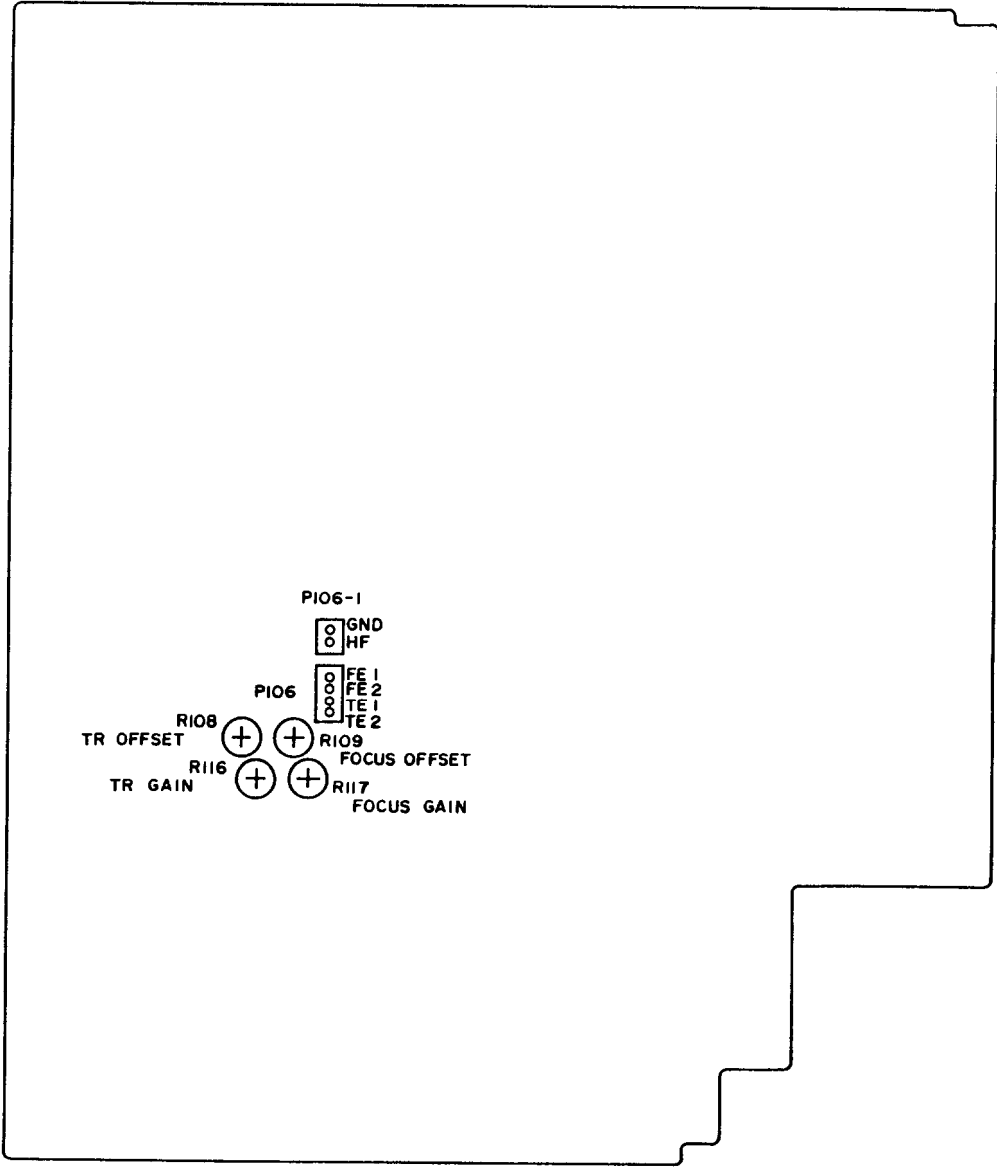 P106-1
GND
HF
P106
FE 1
FE 2
TE 1
TE 2
R108
TR OFFSET
R109
FOCUS OFFSET
R116
TR GAIN
R117
FOCUS GAIN